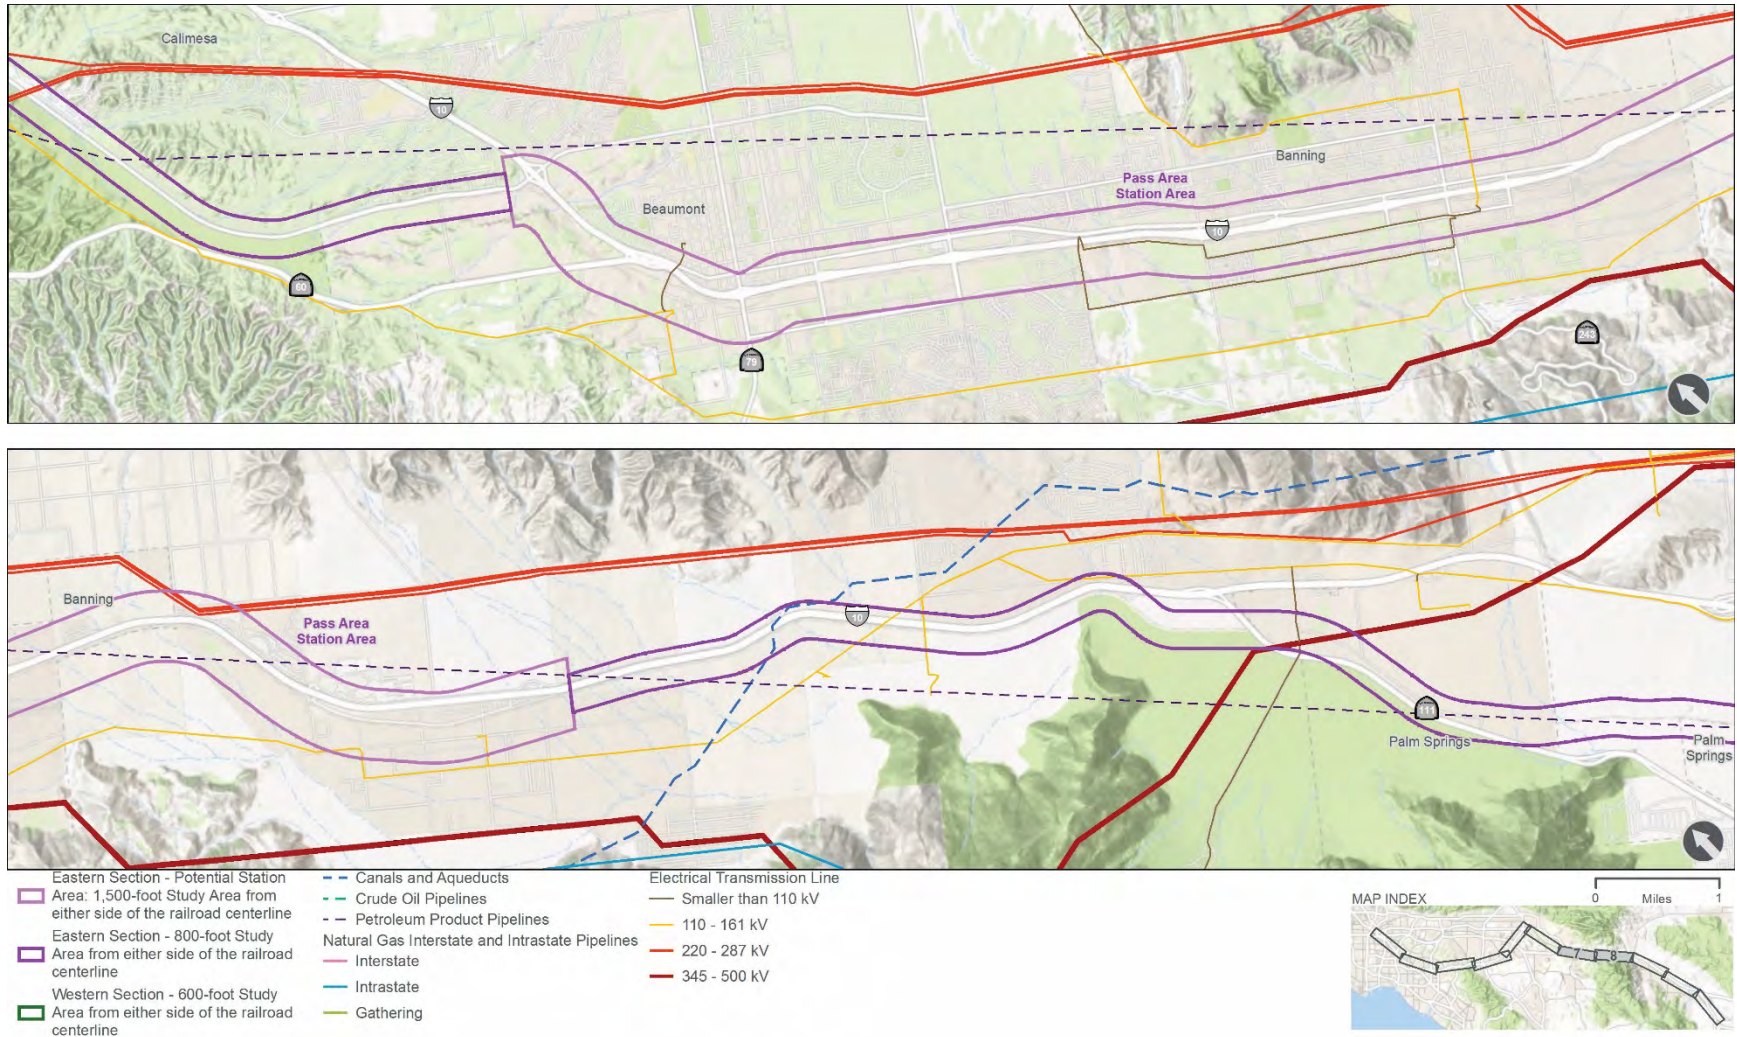 Calimesa
10
Banning
Pass Area
Station Area
Beaumont
10
60
79
243
Banning
Pass Area
Station Area
10
111
Palm Springs
Palm
Springs
Eastern Section - Potential Station
Area: 1,500-foot Study Area from
either side of the railroad centerline
Eastern Section - 800-foot Study
Area from either side of the railroad
centerline
Western Section - 600-foot Study
Area from either side of the railroad
centerline
Canals and Aqueducts
Crude Oil Pipelines
Petroleum Product Pipelines
Natural Gas Interstate and Intrastate Pipelines
Interstate
Intrastate
Gathering
Electrical Transmission Line
Smaller than 110 kV
110 - 161 kV
220 - 287 kV
345 - 500 kV
MAP INDEX
0 Miles 1
7
8